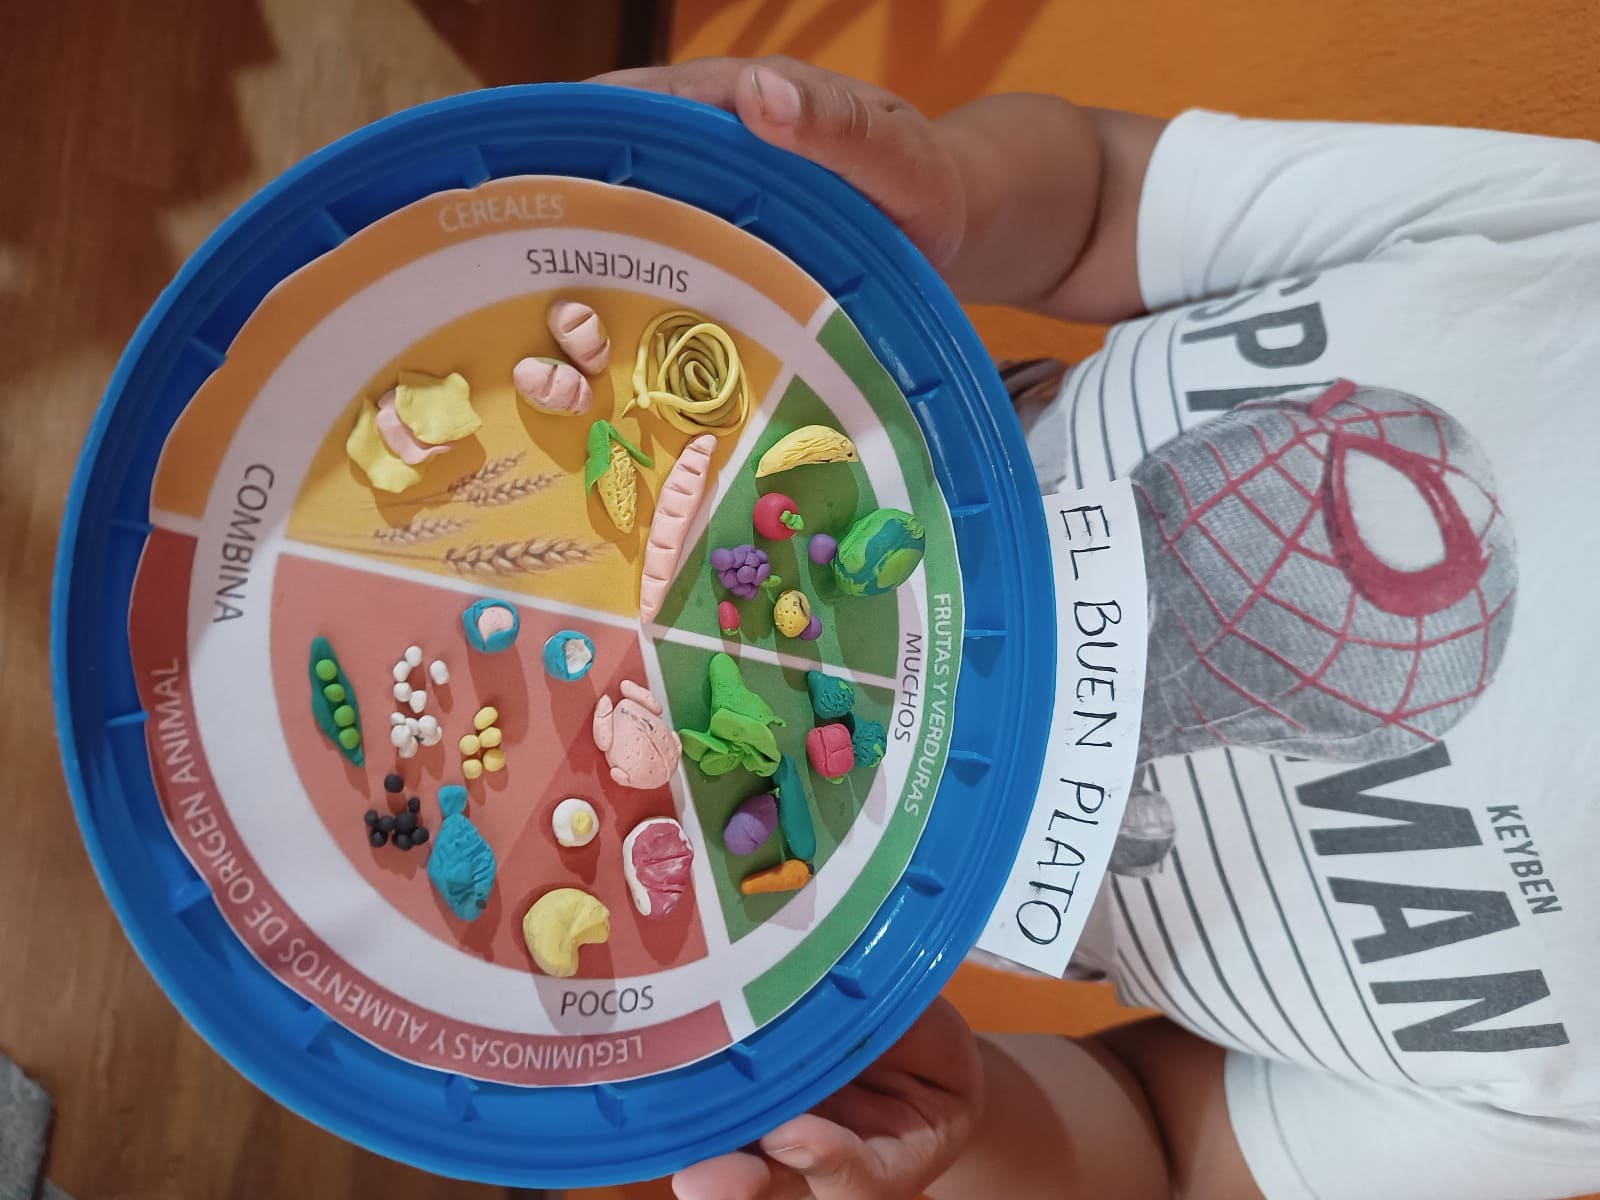 KEYBEN
SPI MAN
EL BUEN PLATO
FRUTAS Y VERDURAS
MUCHOS
SUFICIENTES
CEREALES
POCOS
LEGUMINOSAS Y ALIMENTOS DE ORIGEN ANIMAL
COMBINA